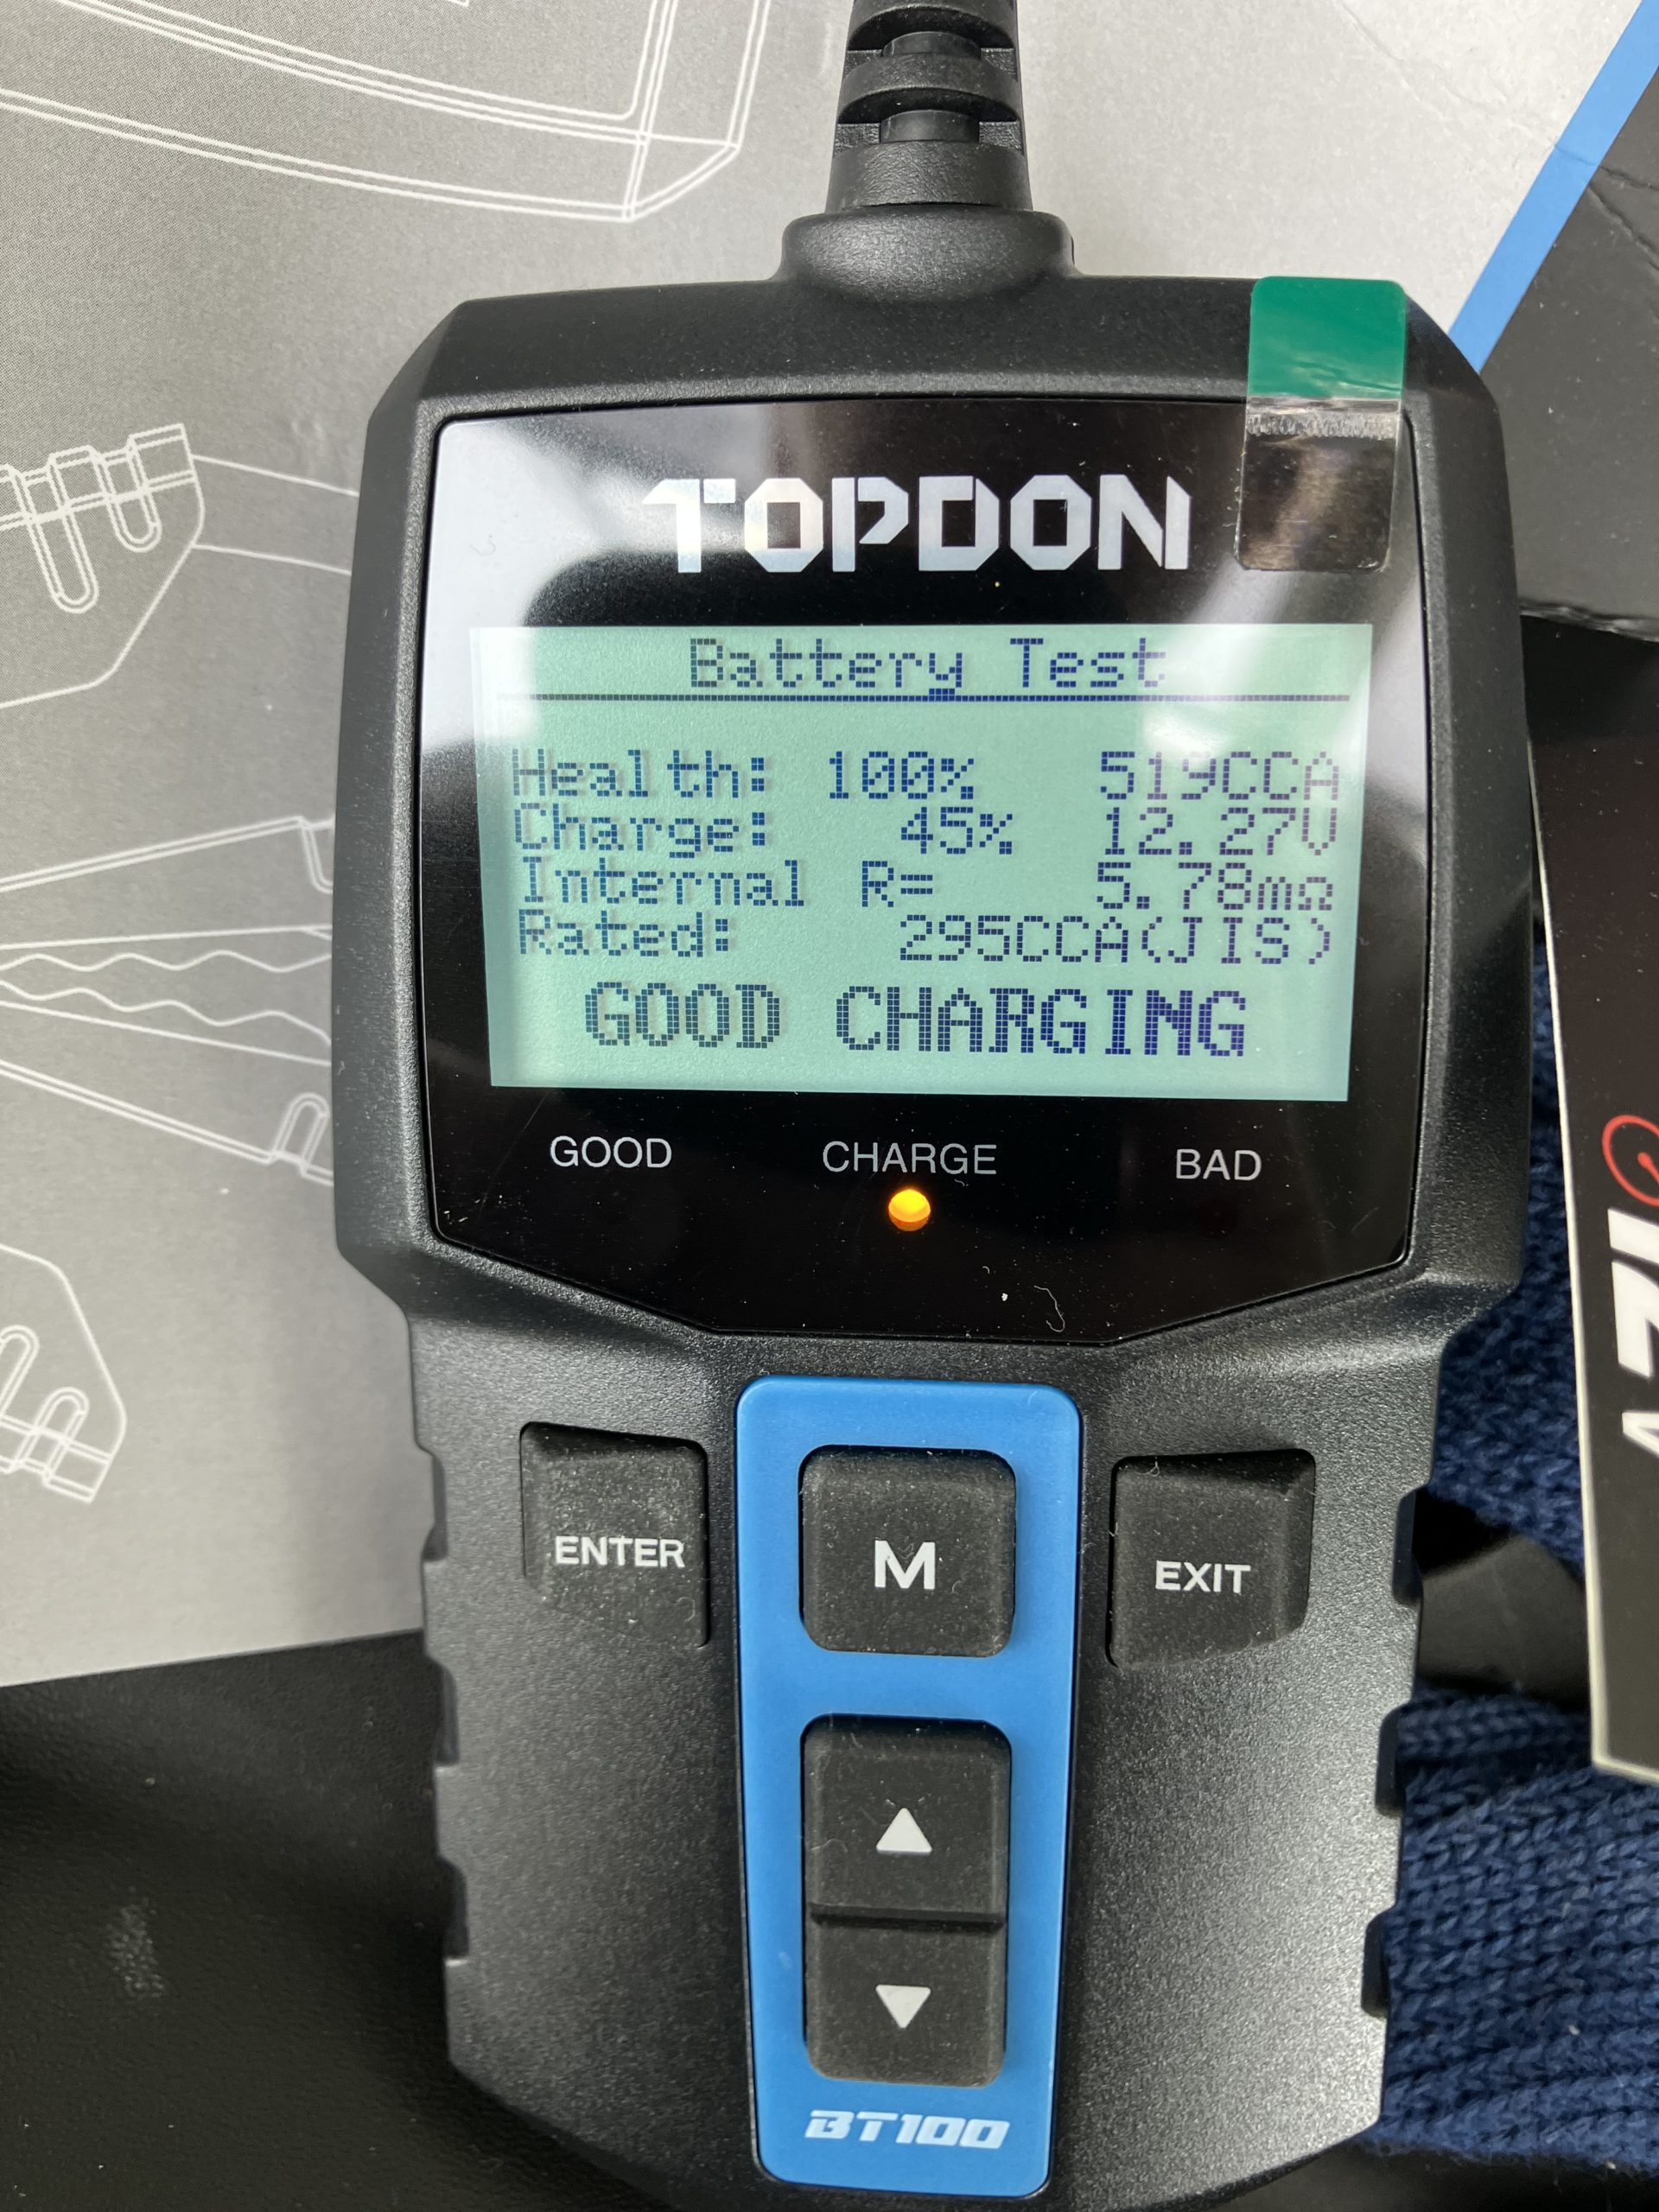 TOPDON
Battery Test
Health: 100% 519CCA
Charge: 45% 12.27V
Internal R= 5.78mΩ
Rated: 295CCA(JIS)
GOOD CHARGING
GOOD CHARGE BAD
ENTER M EXIT
BT100